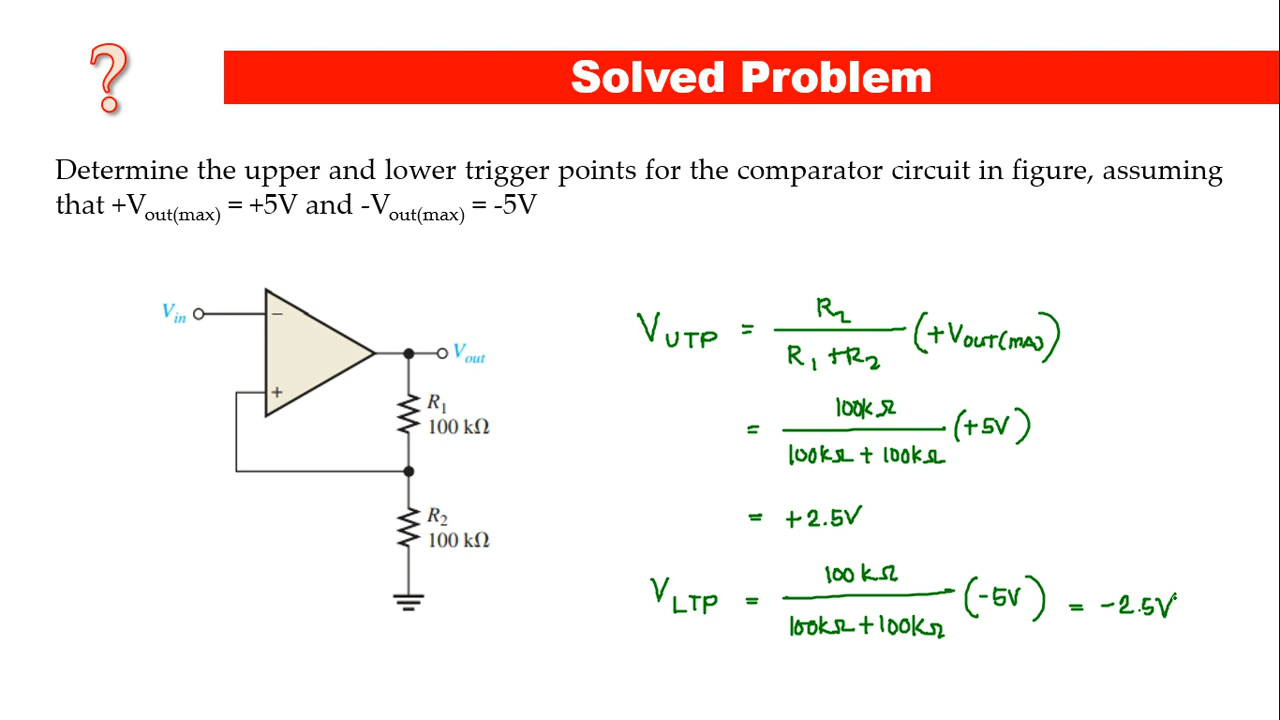 ?
Solved Problem
Determine the upper and lower trigger points for the comparator circuit in figure, assuming
that +Vout(max) = +5V and -Vout(max) = -5V
Vin
−
+
Vout
R1
100 kΩ
R2
100 kΩ
VUTP = R2 / (R1 + R2) (+VOUT(MAX))
= 100kΩ / (100kΩ + 100kΩ) (+5V)
= +2.5V
VLTP = 100kΩ / (100kΩ + 100kΩ) (-5V) = -2.5V